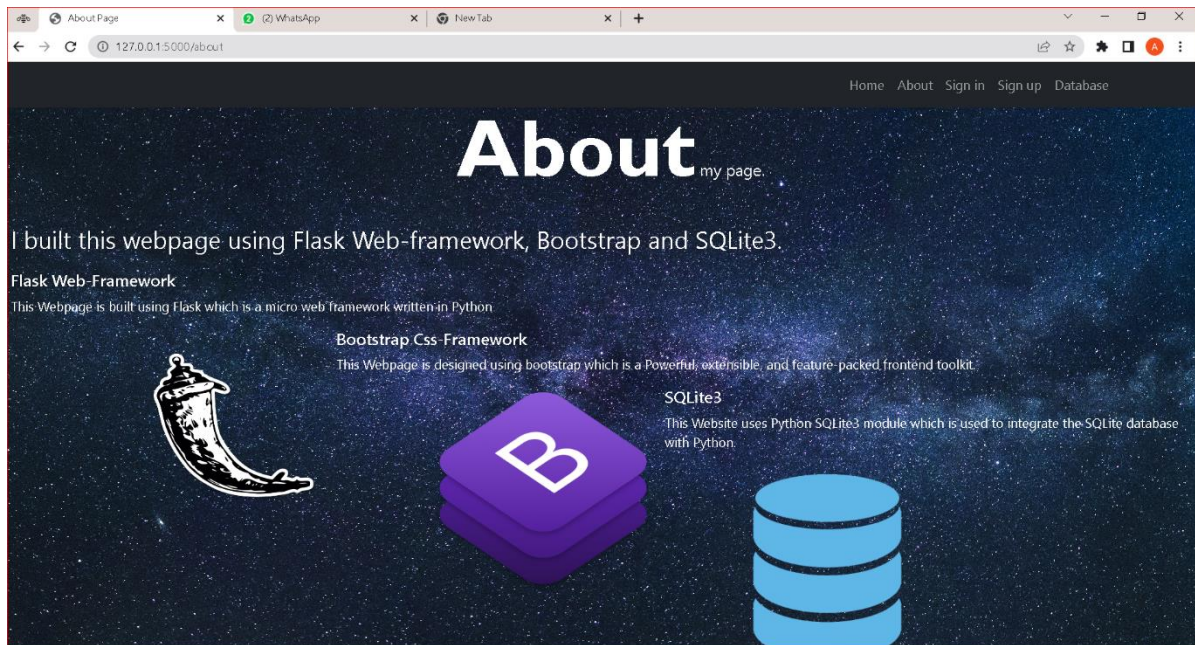 About Page
2 (2) WhatsApp
New Tab
127.0.0.1:5000/about
A
Home About Sign in Sign up Database
About my page.
I built this webpage using Flask Web-framework, Bootstrap and SQLite3.
Flask Web-Framework
This Webpage is built using Flask which is a micro web framework written in Python
Bootstrap Css-Framework
This Webpage is designed using bootstrap which is a Powerful, extensible, and feature-packed frontend toolkit.
SQLite3
This Website uses Python SQLite3 module which is used to integrate the SQLite database
with Python.
B